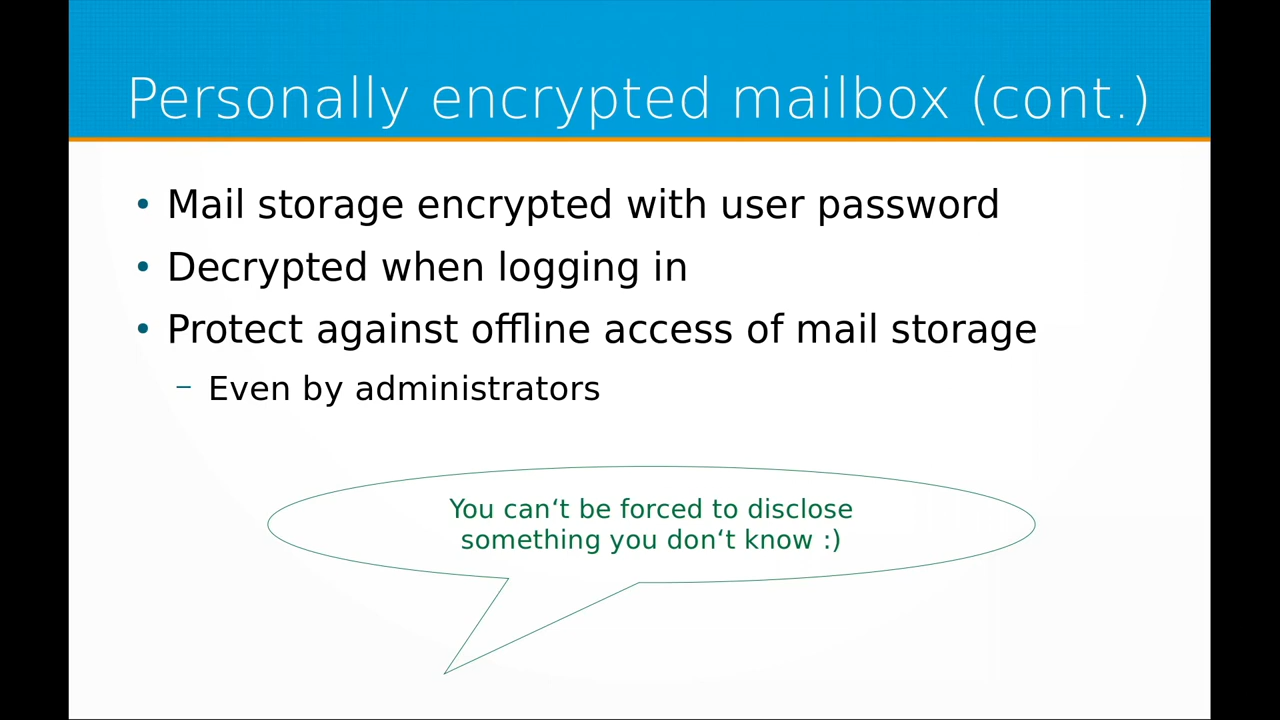 Personally encrypted mailbox (cont.)
• Mail storage encrypted with user password
• Decrypted when logging in
• Protect against offline access of mail storage
– Even by administrators
You can‘t be forced to disclose
something you don‘t know :)